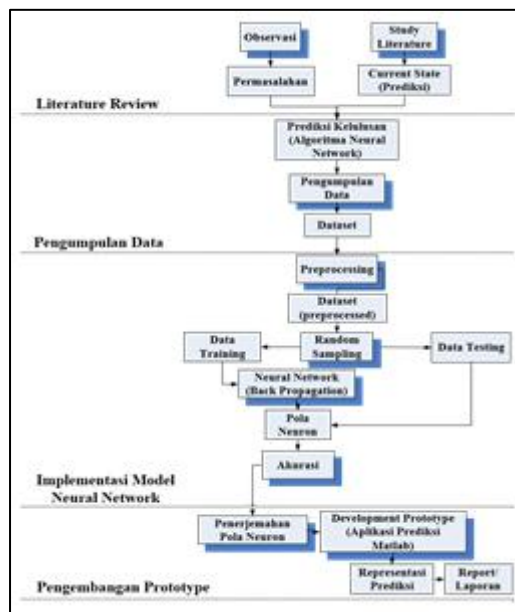 Observasi
Study
Literature
Permasalahan
Current State
(Prediksi)
Literature Review
Prediksi Kelulusan
(Algoritma Neural
Network)
Pengumpulan
Data
Dataset
Pengumpulan Data
Preprocessing
Dataset
(preprocessed)
Data
Training
Random
Sampling
Data Testing
Neural Network
(Back Propagation)
Pola
Neuron
Akurasi
Implementasi Model
Neural Network
Penerjemahan
Pola Neuron
Development Prototype
(Aplikasi Prediksi
Matlab)
Representasi
Prediksi
Report/
Laporan
Pengembangan Prototype